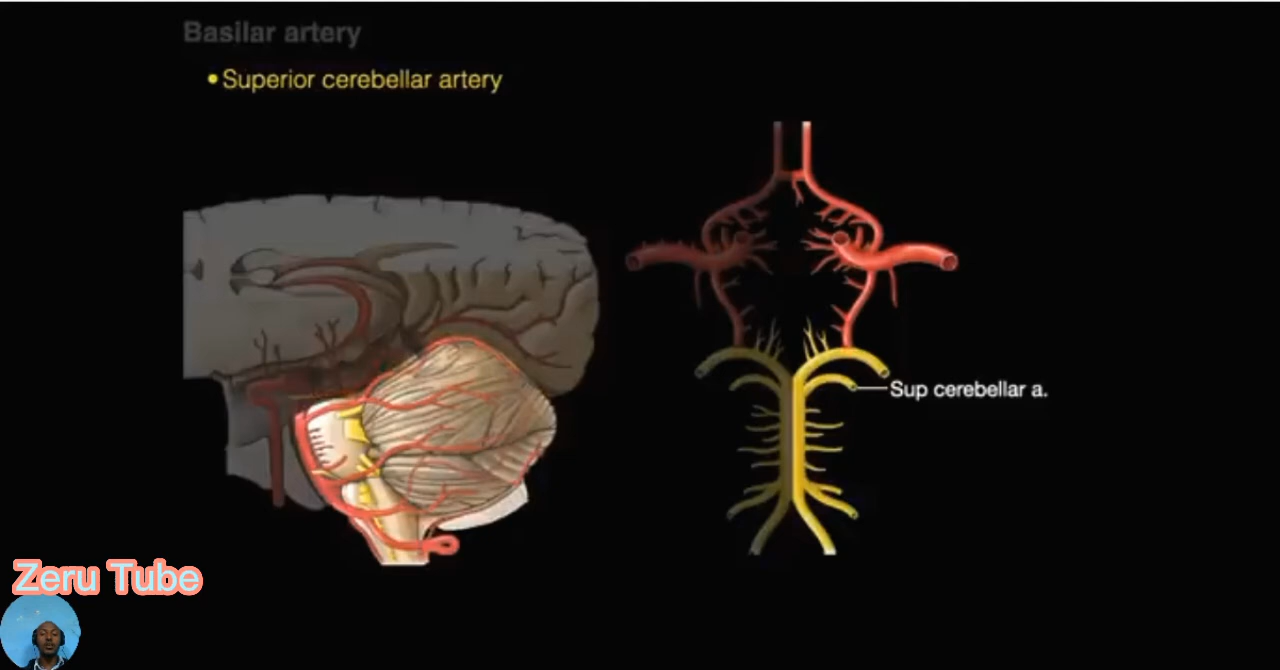 Basilar artery
• Superior cerebellar artery
Sup cerebellar a.
Zeru Tube